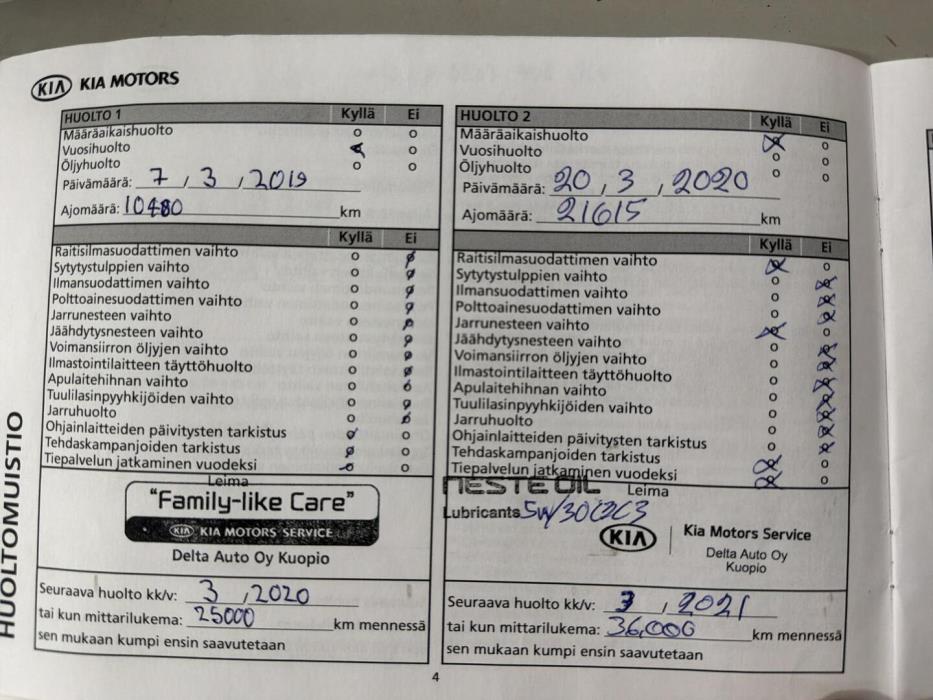 KIA KIA MOTORS
HUOLTO 1 Kyllä Ei
Määräaikaishuolto
Vuosihuolto
Öljyhuolto
Päivämäärä: 7 , 3 , 2019
Ajomäärä: 10480 km
Kyllä Ei
Raitisilmasuodattimen vaihto
Sytytystulppien vaihto
Ilmansuodattimen vaihto
Polttoainesuodattimen vaihto
Jarrunesteen vaihto
Jäähdytysnesteen vaihto
Voimansiirron öljyjen vaihto
Ilmastointilaitteen täyttöhuolto
Apulaitehihnan vaihto
Tuulilasinpyyhkijöiden vaihto
Jarruhuolto
Ohjainlaitteiden päivitysten tarkistus
Tehdaskampanjoiden tarkistus
Tiepalvelun jatkaminen vuodeksi
Leima
"Family-like Care"
KIA KIA MOTORS SERVICE
Delta Auto Oy Kuopio
Seuraava huolto kk/v: 3 , 2020
tai kun mittarilukema: 25000 km mennessä
sen mukaan kumpi ensin saavutetaan
HUOLTO 2 Kyllä Ei
Määräaikaishuolto
Vuosihuolto
Öljyhuolto
Päivämäärä: 20 , 3 , 2020
Ajomäärä: 21615 km
Kyllä Ei
Raitisilmasuodattimen vaihto
Sytytystulppien vaihto
Ilmansuodattimen vaihto
Polttoainesuodattimen vaihto
Jarrunesteen vaihto
Jäähdytysnesteen vaihto
Voimansiirron öljyjen vaihto
Ilmastointilaitteen täyttöhuolto
Apulaitehihnan vaihto
Tuulilasinpyyhkijöiden vaihto
Jarruhuolto
Ohjainlaitteiden päivitysten tarkistus
Tehdaskampanjoiden tarkistus
Tiepalvelun jatkaminen vuodeksi
NESTE OIL Leima
Lubricants 5W/30
KIA Kia Motors Service
Delta Auto Oy
Kuopio
Seuraava huolto kk/v: 3 , 2021
tai kun mittarilukema: 36,000 km mennessä
sen mukaan kumpi ensin saavutetaan
HUOLTOMUISTIO
4